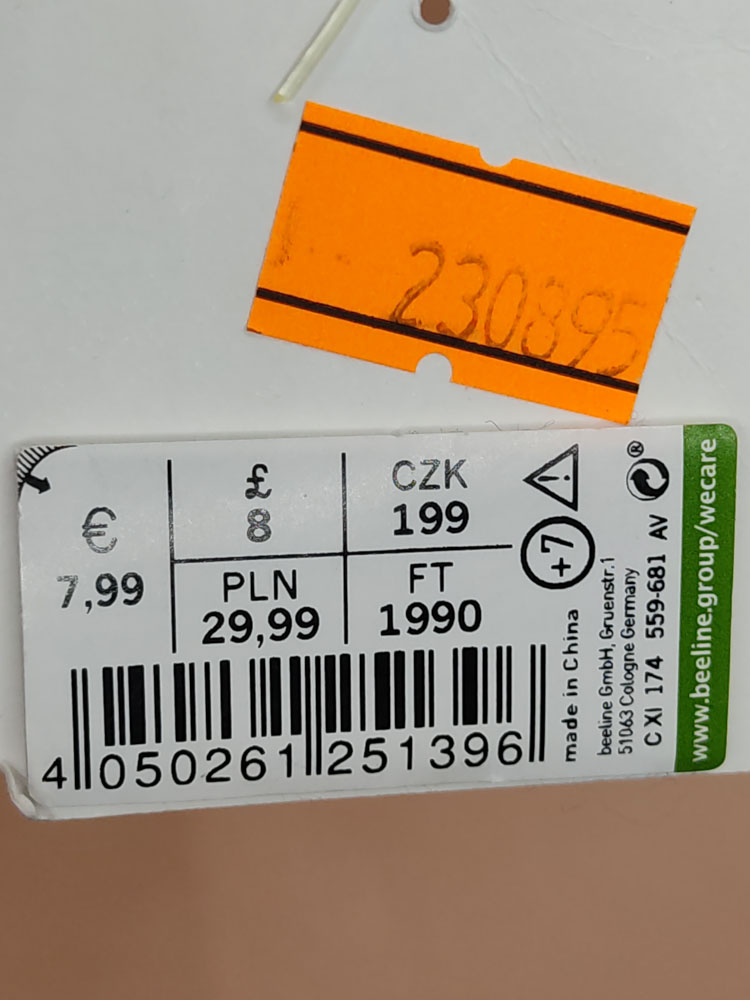 230895
€
7,99
£
8
CZK
199
PLN
29,99
FT
1990
+7
4 050261 251396
made in China
beeline GmbH, Gruenstr.1
51063 Cologne Germany
C XI 174 559-681 AV
®
www.beeline.group/wecare